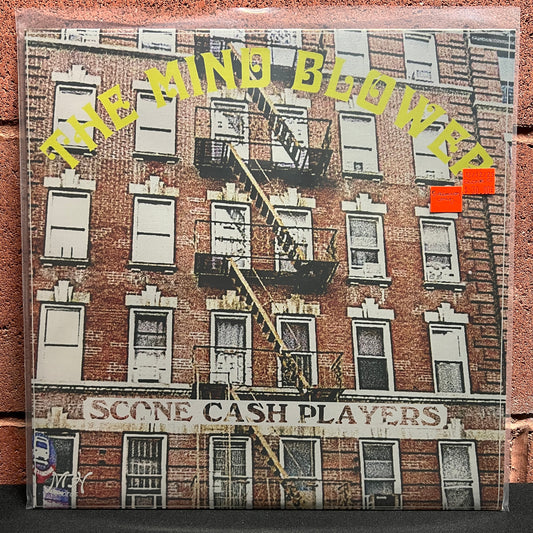 THE MIND BLOWER
SCONE CASH PLAYERS